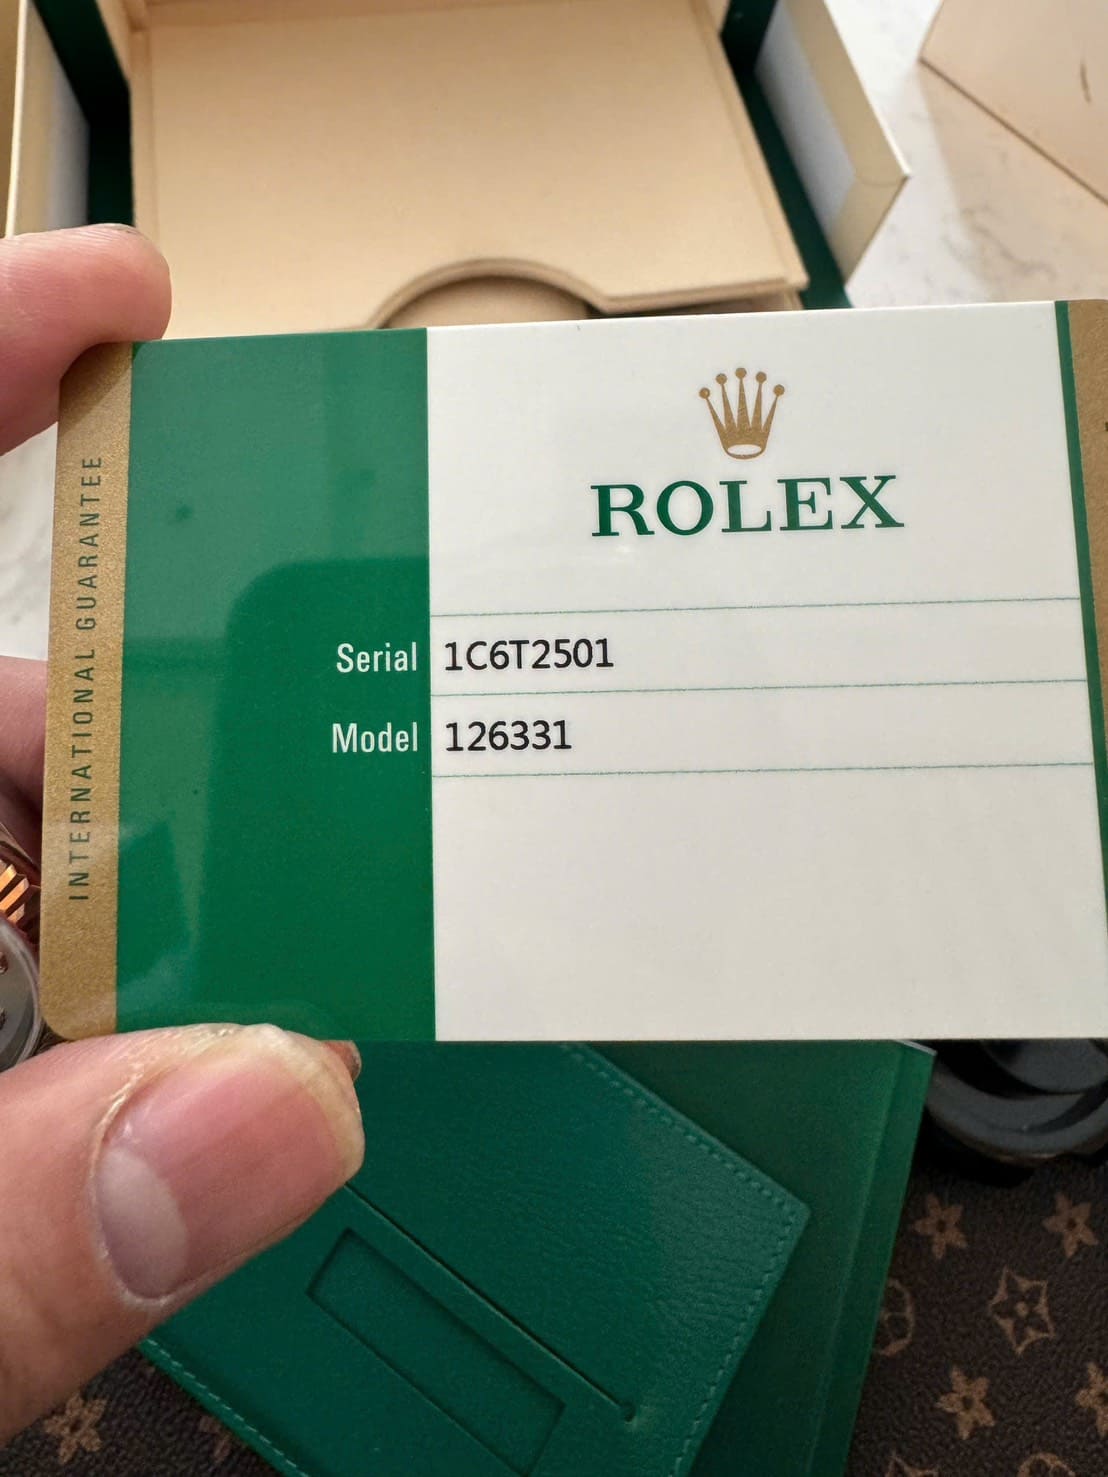 INTERNATIONAL GUARANTEE
ROLEX
Serial 1C6T2501
Model 126331